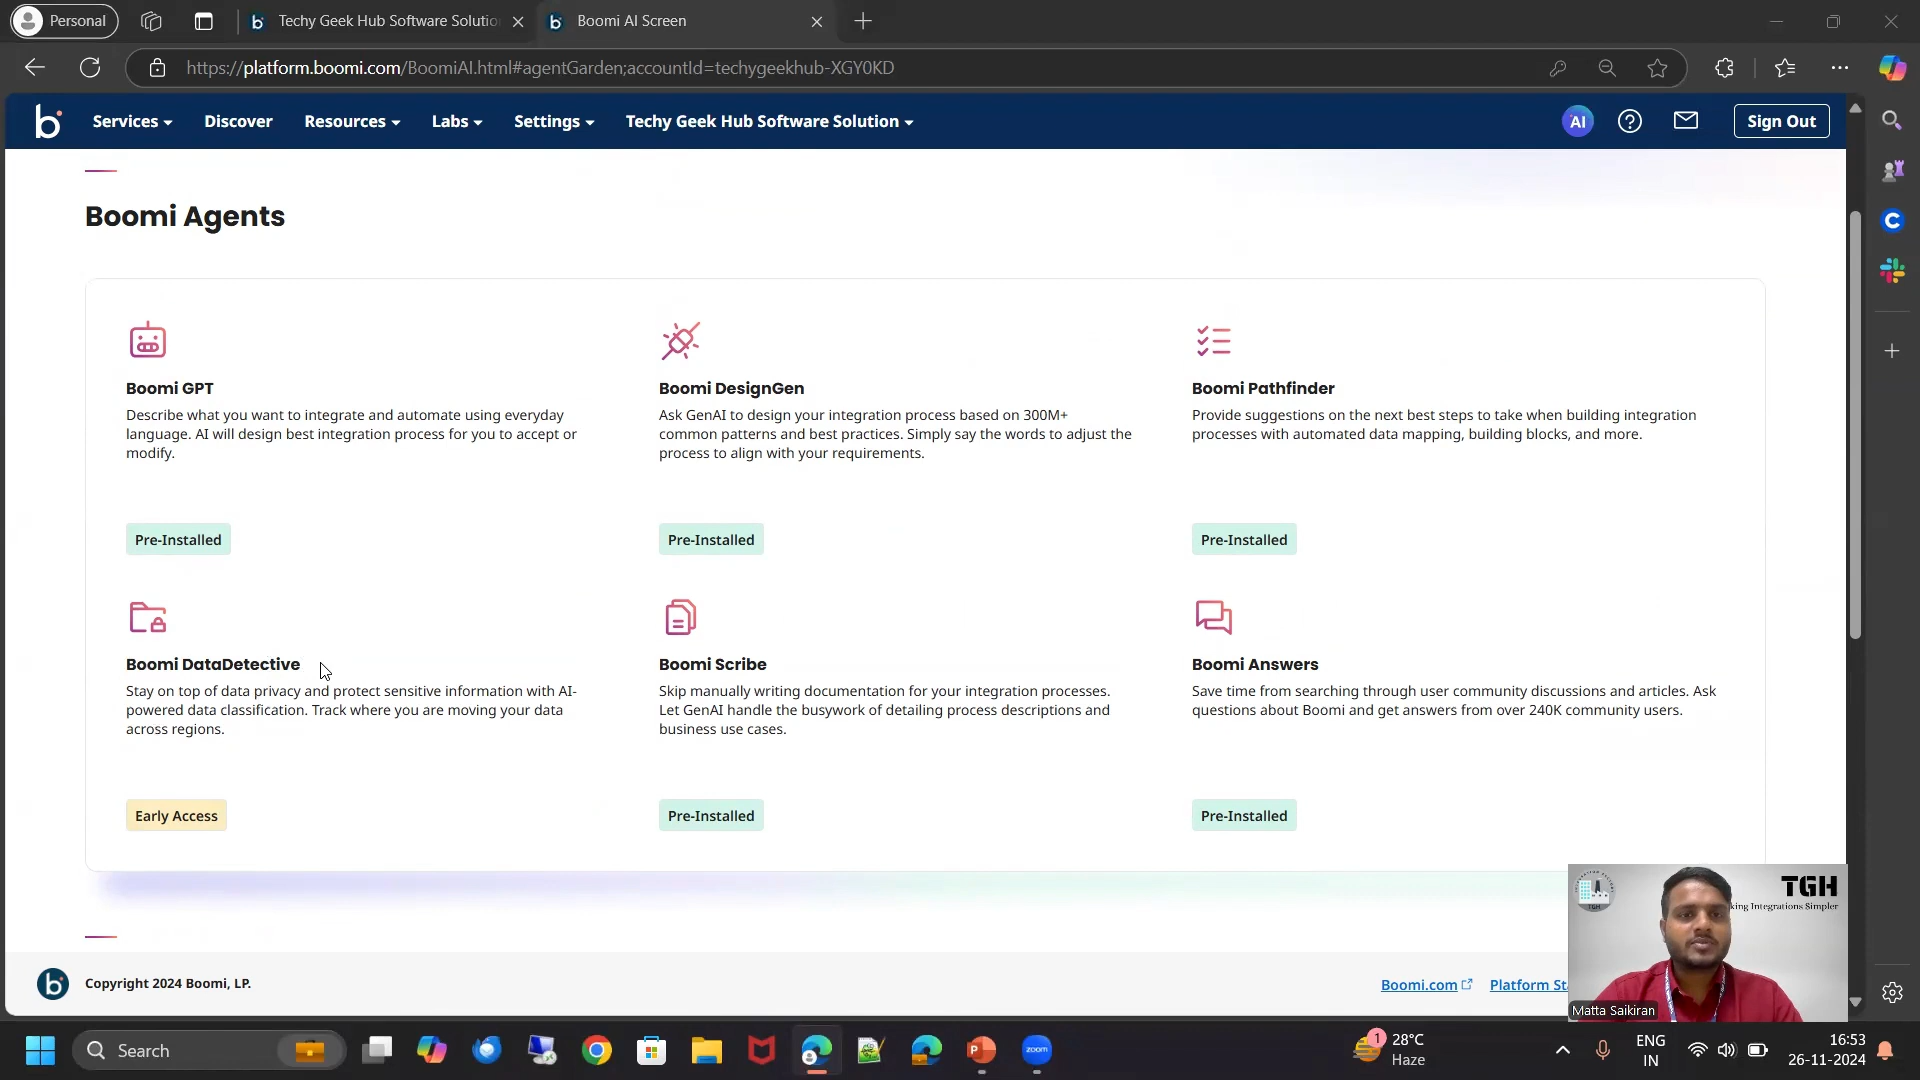 Personal
Techy Geek Hub Software Solutio
Boomi AI Screen
https://platform.boomi.com/BoomiAI.html#agentGarden;accountId=techygeekhub-XGY0KD
Services
Discover
Resources
Labs
Settings
Techy Geek Hub Software Solution
AI
Sign Out
Boomi Agents
Boomi GPT
Describe what you want to integrate and automate using everyday
language. AI will design best integration process for you to accept or
modify.
Pre-Installed
Boomi DesignGen
Ask GenAI to design your integration process based on 300M+
common patterns and best practices. Simply say the words to adjust the
process to align with your requirements.
Pre-Installed
Boomi Pathfinder
Provide suggestions on the next best steps to take when building integration
processes with automated data mapping, building blocks, and more.
Pre-Installed
Boomi DataDetective
Stay on top of data privacy and protect sensitive information with AI-
powered data classification. Track where you are moving your data
across regions.
Early Access
Boomi Scribe
Skip manually writing documentation for your integration processes.
Let GenAI handle the busywork of detailing process descriptions and
business use cases.
Pre-Installed
Boomi Answers
Save time from searching through user community discussions and articles. Ask
questions about Boomi and get answers from over 240K community users.
Pre-Installed
TGH
king Integrations Simpler
Matta Saikiran
Copyright 2024 Boomi, LP.
Boomi.com
Platform St
Search
zoom
1
28°C
Haze
ENG
IN
16:53
26-11-2024